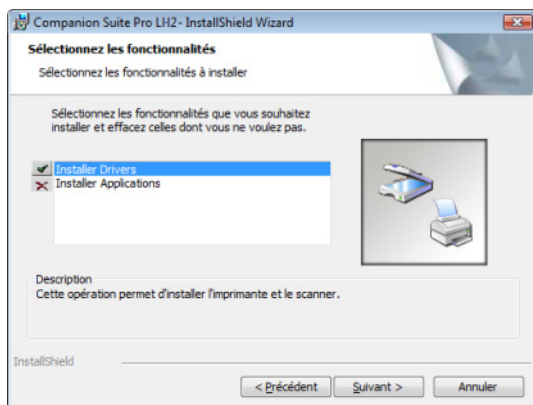 Companion Suite Pro LH2- InstallShield Wizard
Sélectionnez les fonctionnalités
Sélectionnez les fonctionnalités à installer
Sélectionnez les fonctionnalités que vous souhaitez
installer et effacez celles dont vous ne voulez pas.
Installer Drivers
Installer Applications
Description
Cette opération permet d'installer l'imprimante et le scanner.
InstallShield
< Précédent
Suivant >
Annuler